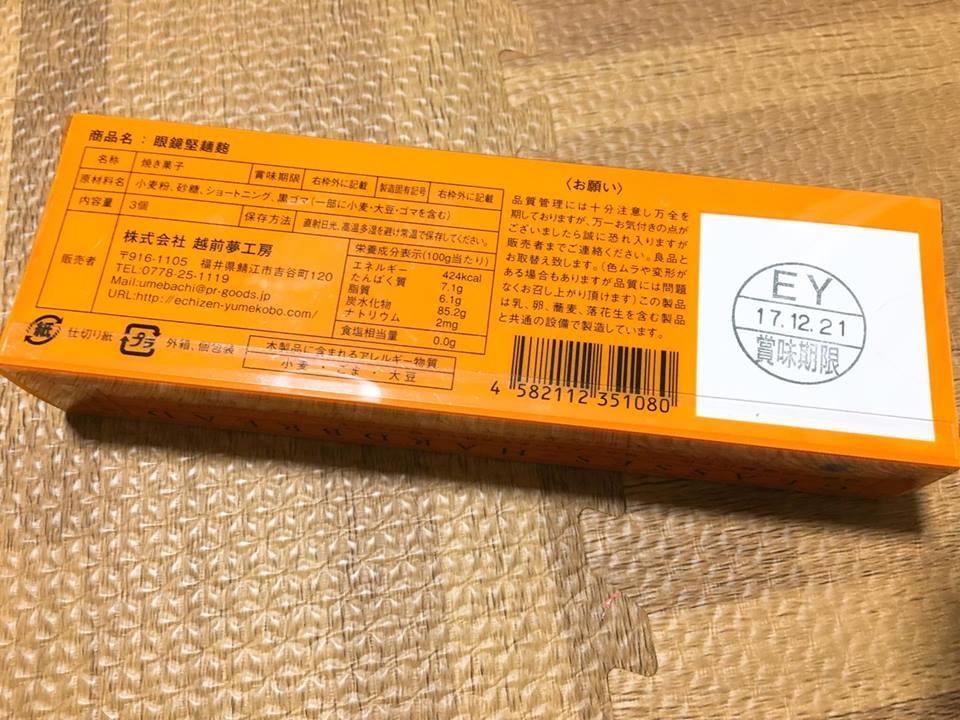 商品名：眼鏡堅麺麭
名称 焼き菓子 賞味期限 右枠外に記載 製造固有記号 右枠外に記載
原材料名 小麦粉、砂糖、ショートニング、黒ゴマ（一部に小麦・大豆・ゴマを含む）
内容量 3個 保存方法 直射日光、高温多湿を避け常温で保存してください。
販売者
株式会社 越前夢工房
〒916-1105 福井県鯖江市吉谷町120
TEL:0778-25-1119
Mail:umebachi@pr-goods.jp
URL:http://echizen-yumekobo.com/
栄養成分表示(100g当たり)
エネルギー 424kcal
たんぱく質 7.1g
脂質 6.1g
炭水化物 85.2g
ナトリウム 2mg
食塩相当量 0.0g
紙 仕切り紙 プラ 外箱、個包装
本製品に含まれるアレルギー物質
小麦・ごま・大豆
〈お願い〉
品質管理には十分注意し万全を
期しておりますが、万一お気付きの点が
ございましたら誠に恐れ入りますが
販売者までご連絡ください。良品と
お取替え致します。(色ムラや変形が
ある場合もありますが品質には問題
なくお召し上がり頂けます)この製品
は乳、卵、蕎麦、落花生を含む製品
と共通の設備で製造しています。
4 582112 351080
EY
17.12.21
賞味期限
HARDBREAD